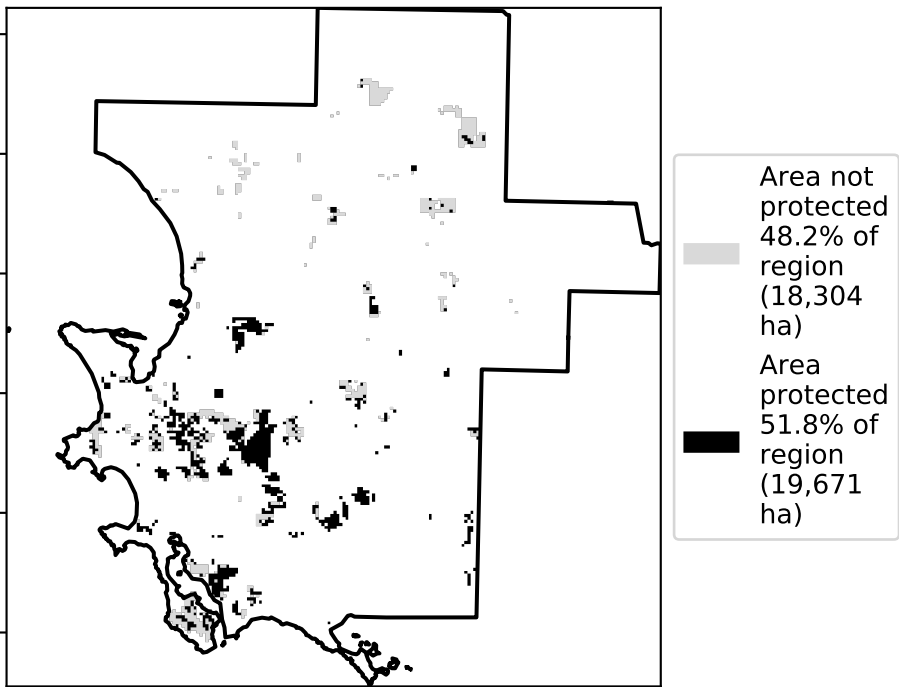 Area not
protected
48.2% of
region
(18,304
ha)
Area
protected
51.8% of
region
(19,671
ha)